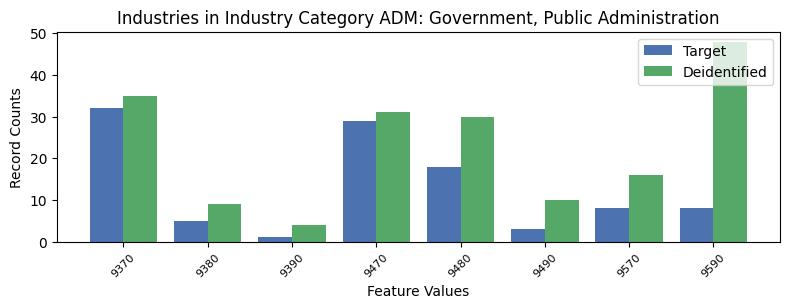 Industries in Industry Category ADM: Government, Public Administration
Record Counts
50
40
30
20
10
0
Target
Deidentified
9370 9380 9390 9470 9480 9490 9570 9590
Feature Values